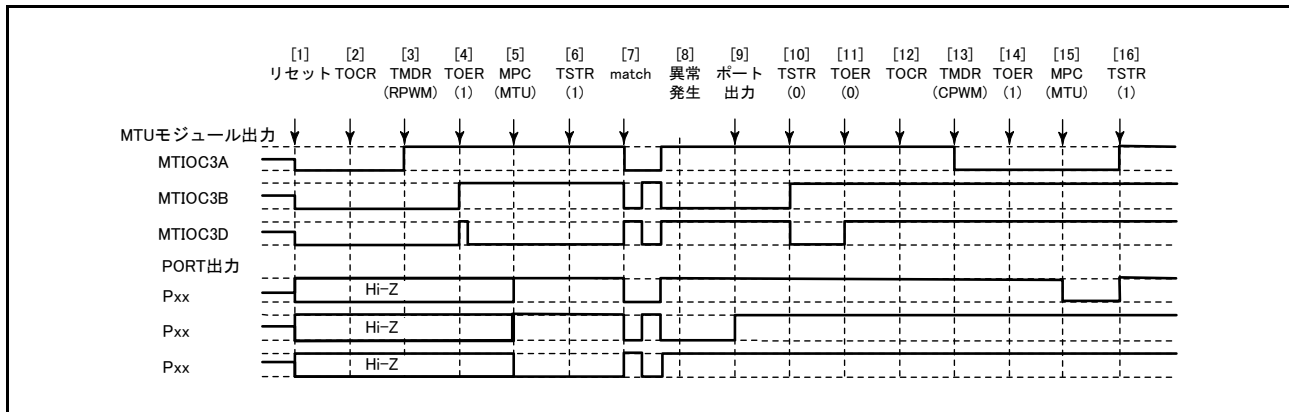 [1] [2] [3] [4] [5] [6] [7] [8] [9] [10] [11] [12] [13] [14] [15] [16]
リセット TOCR TMDR TOER MPC TSTR match 異常 ポート TSTR TOER TOCR TMDR TOER MPC TSTR
(RPWM) (1) (MTU) (1) 発生 出力 (0) (0) (CPWM) (1) (MTU) (1)
MTUモジュール出力
MTIOC3A
MTIOC3B
MTIOC3D
PORT出力
Pxx Hi-Z
Pxx Hi-Z
Pxx Hi-Z